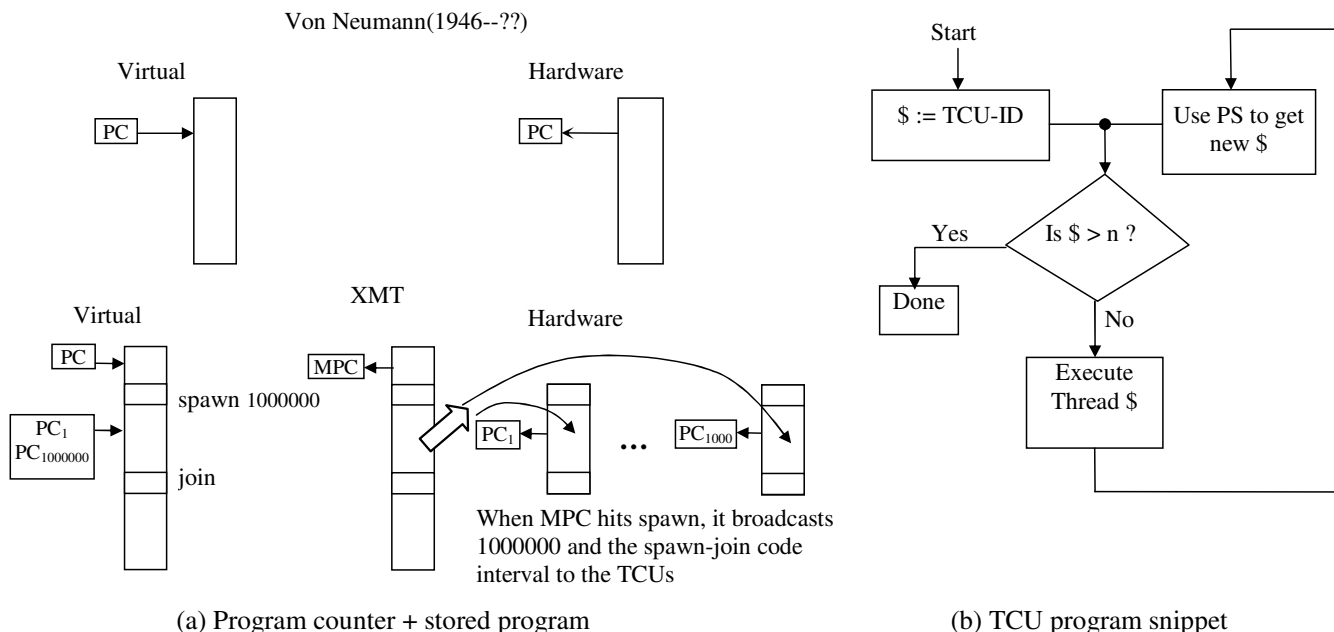 Von Neumann(1946--??)
Virtual
Hardware
PC
PC
XMT
Virtual
Hardware
PC
MPC
spawn 1000000
PC1
PC1000000
PC1
...
PC1000
join
When MPC hits spawn, it broadcasts
1000000 and the spawn-join code
interval to the TCUs
(a) Program counter + stored program
Start
$ := TCU-ID
Use PS to get
new $
Is $ > n ?
Yes
Done
No
Execute
Thread $
(b) TCU program snippet